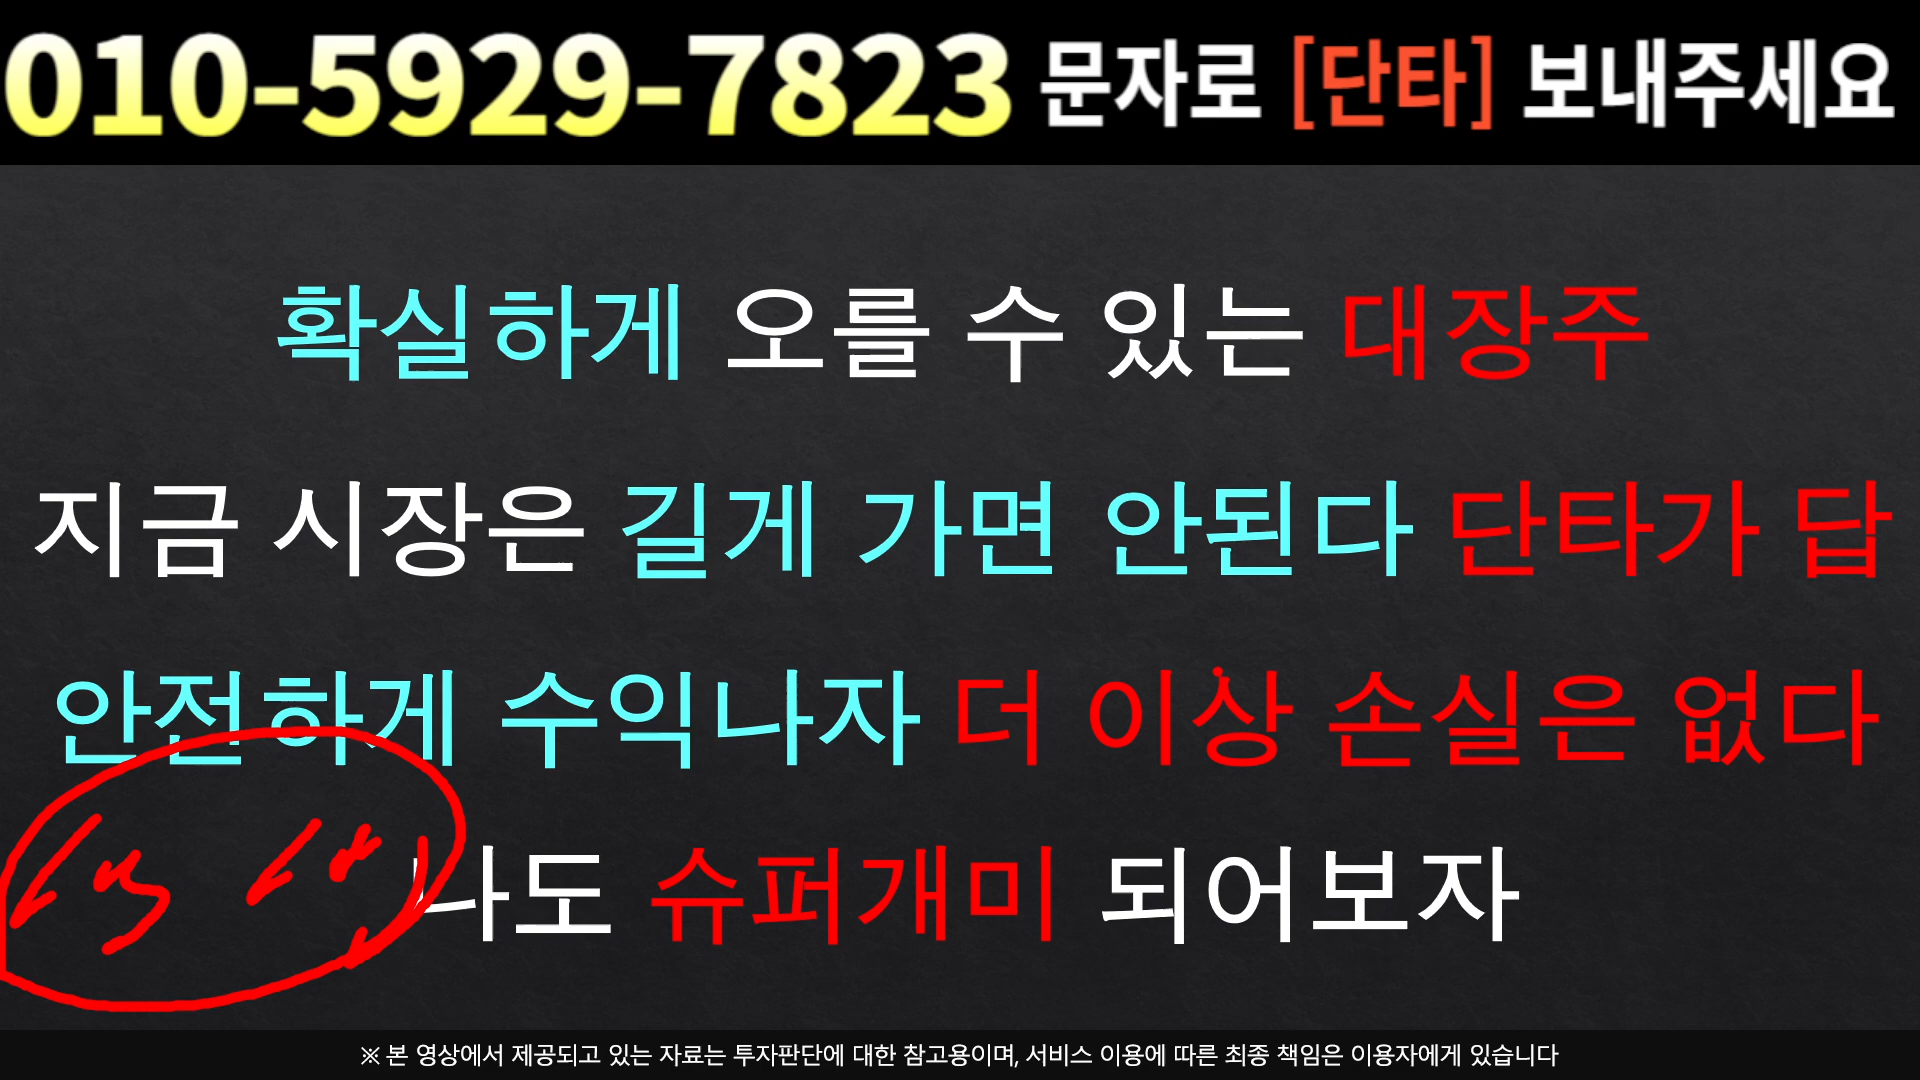 010-5929-7823 문자로 [단타] 보내주세요
확실하게 오를 수 있는 대장주
지금 시장은 길게 가면 안된다 단타가 답
안전하게 수익나자 더 이상 손실은 없다
나도 슈퍼개미 되어보자
※ 본 영상에서 제공되고 있는 자료는 투자판단에 대한 참고용이며, 서비스 이용에 따른 최종 책임은 이용자에게 있습니다